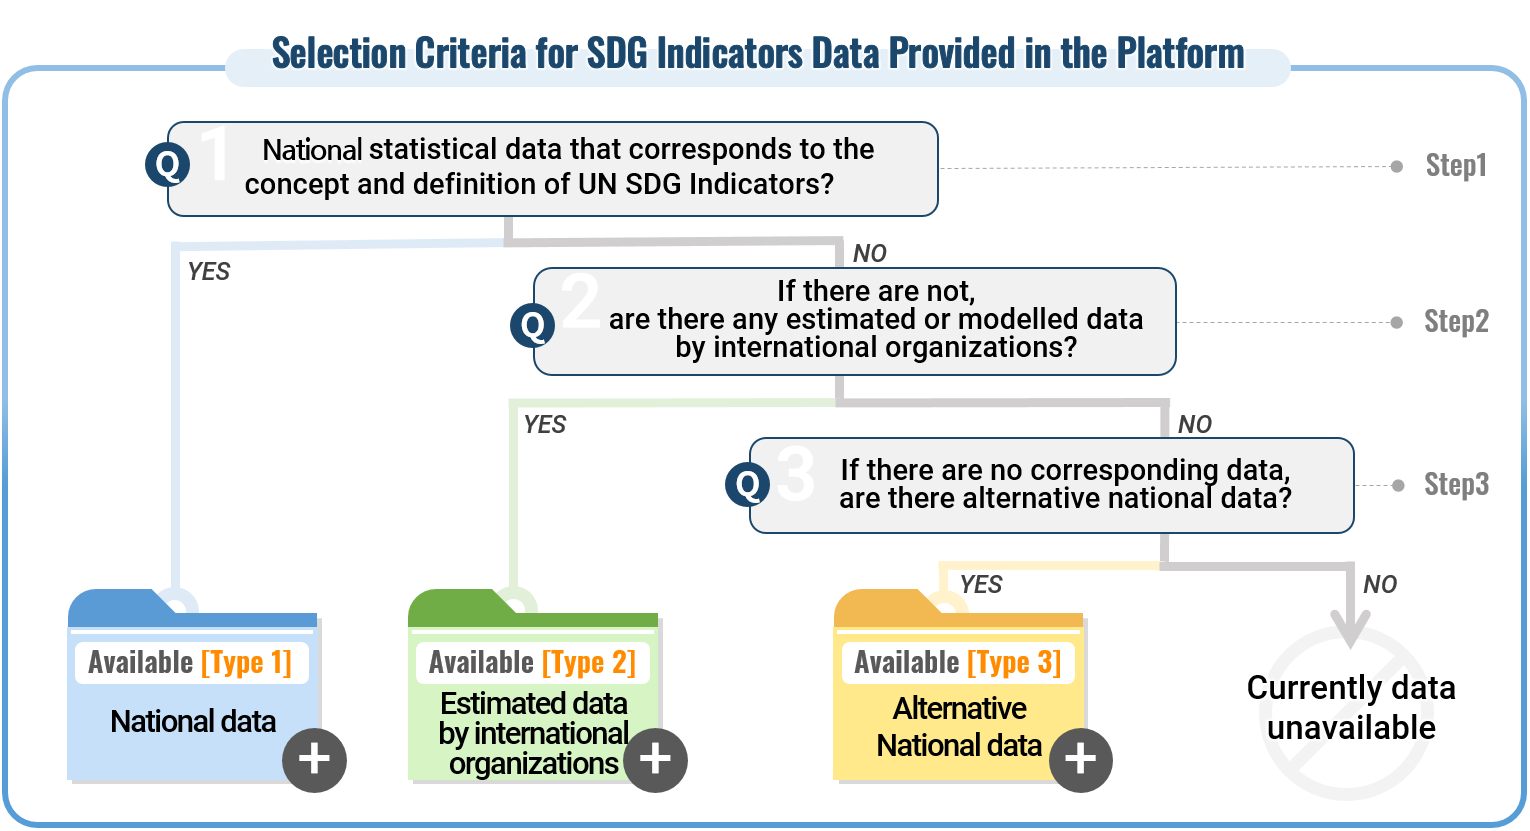 Selection Criteria for SDG Indicators Data Provided in the Platform
Q 1 National statistical data that corresponds to the
concept and definition of UN SDG Indicators?
Step1
YES
NO
Q 2 If there are not,
are there any estimated or modelled data
by international organizations?
Step2
YES
NO
Q 3 If there are no corresponding data,
are there alternative national data?
Step3
YES
NO
Available [Type 1]
National data
+
Available [Type 2]
Estimated data
by international
organizations
+
Available [Type 3]
Alternative
National data
+
Currently data
unavailable